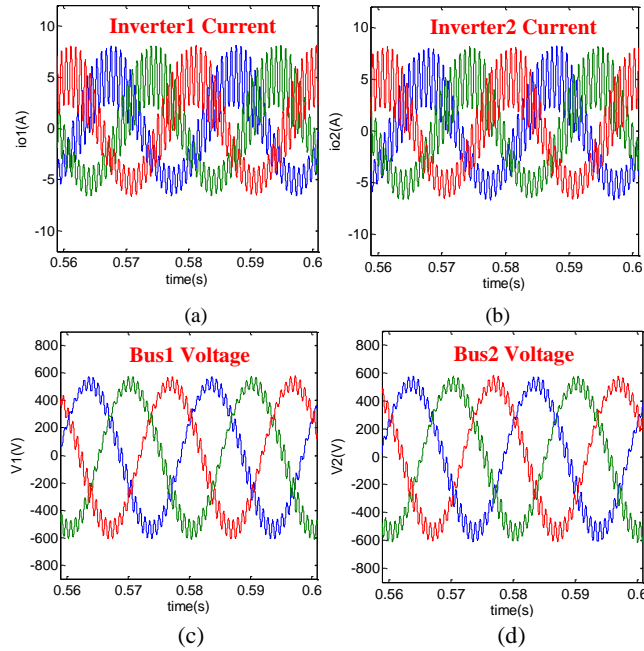 Inverter1 Current
10
5
0
-5
-10
io1(A)
0.56 0.57 0.58 0.59 0.6
time(s)
(a)
Inverter2 Current
10
5
0
-5
-10
io2(A)
0.56 0.57 0.58 0.59 0.6
time(s)
(b)
Bus1 Voltage
800
600
400
200
0
-200
-400
-600
-800
V1(V)
0.56 0.57 0.58 0.59 0.6
time(s)
(c)
Bus2 Voltage
800
600
400
200
0
-200
-400
-600
-800
V2(V)
0.56 0.57 0.58 0.59 0.6
time(s)
(d)